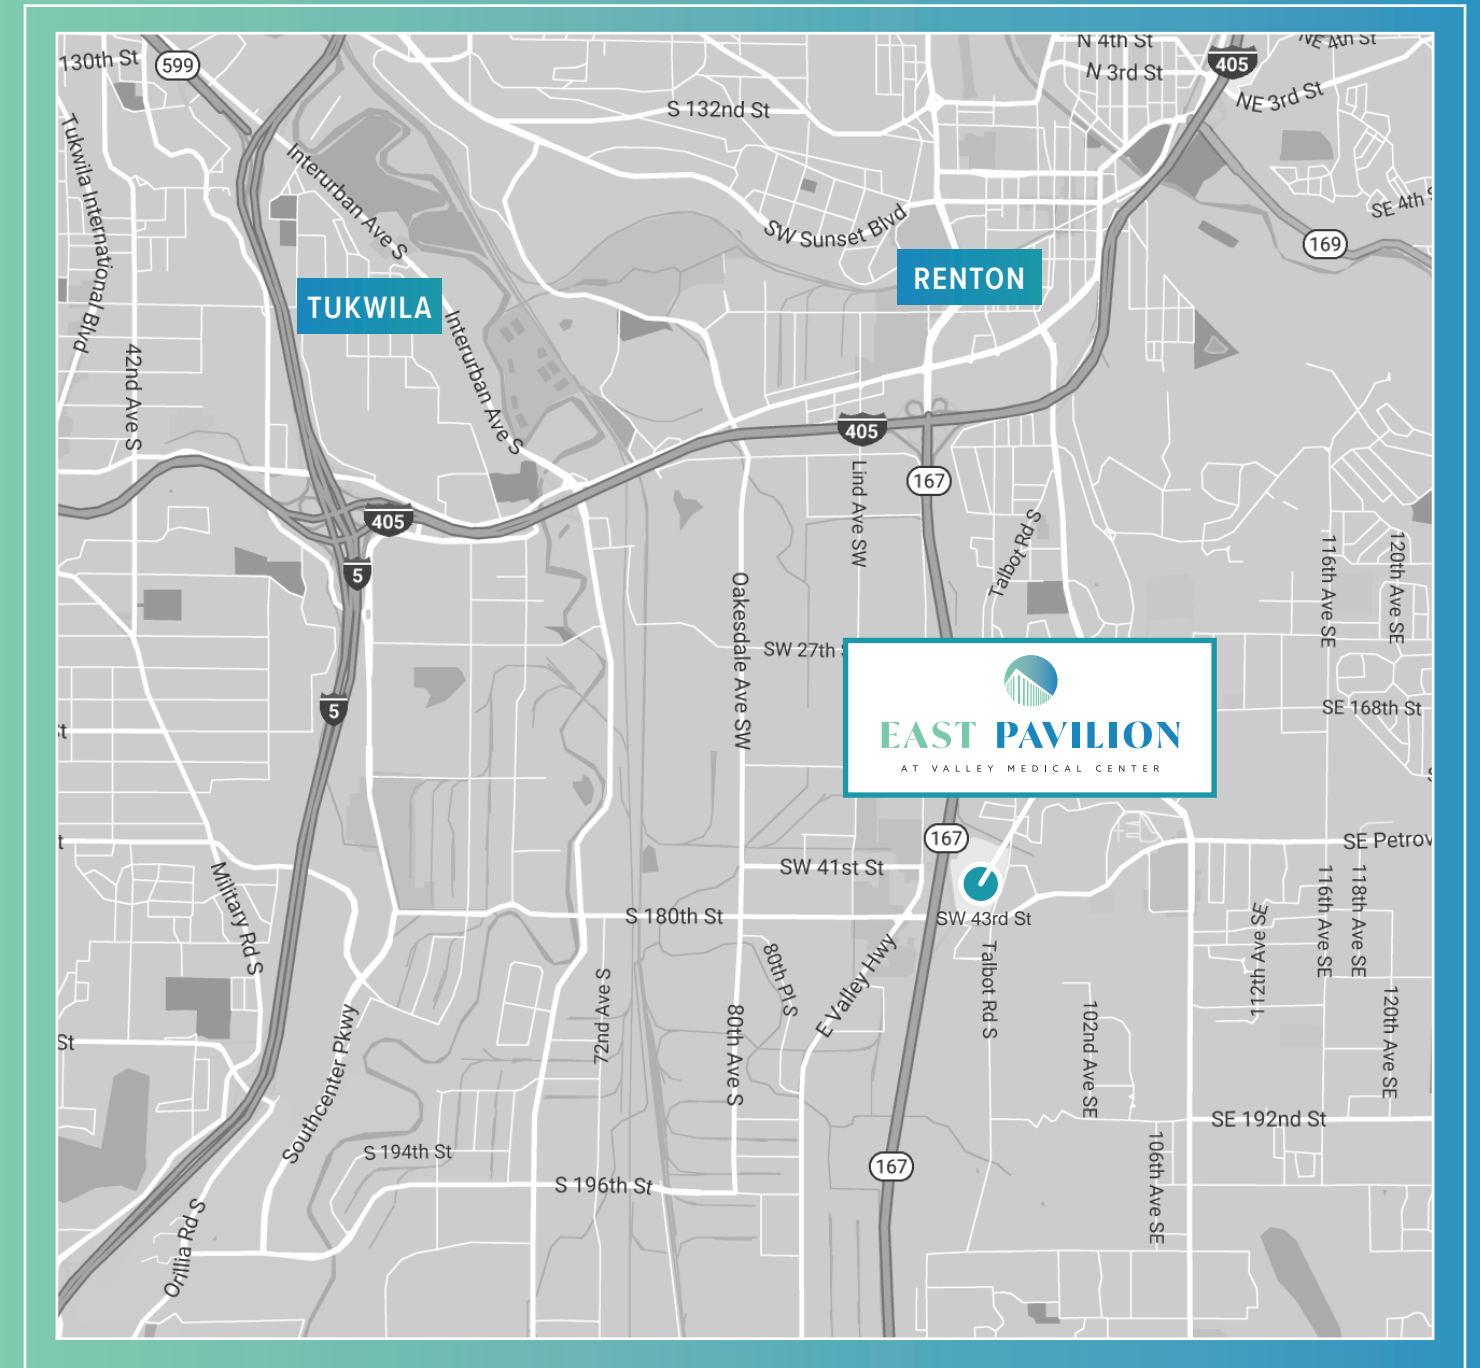 130th St
599
N 4th St
NE 4th St
405
N 3rd St
NE 3rd St
S 132nd St
Tukwila International Blvd
Interurban Ave S
SW Sunset Blvd
SE 4th
169
RENTON
TUKWILA
Interurban Ave S
42nd Ave S
405
167
Lind Ave SW
405
Talbot Rd S
116th Ave SE
120th Ave SE
5
Oakesdale Ave SW
SW 27th
EAST PAVILION
AT VALLEY MEDICAL CENTER
5
SE 168th St
t
167
SE Petrov
t
SW 41st St
Military Rd S
S 180th St
SW 43rd St
116th Ave SE
118th Ave SE
112th Ave SE
80th Pl S
E Valley Hwy
Talbot Rd S
72nd Ave S
80th Ave S
102nd Ave SE
120th Ave SE
St
Southcenter Pkwy
SE 192nd St
S 194th St
167
106th Ave SE
S 196th St
Orillia Rd S